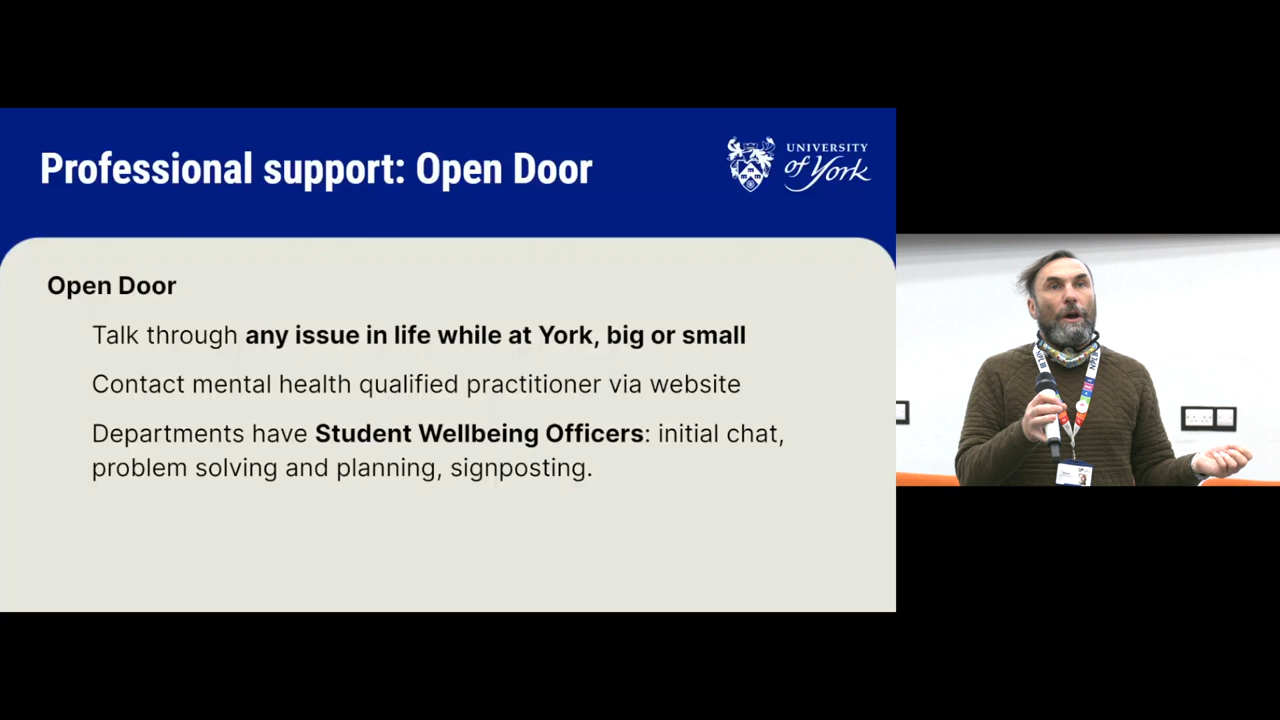 Professional support: Open Door
UNIVERSITY
of York
Open Door
Talk through any issue in life while at York, big or small
Contact mental health qualified practitioner via website
Departments have Student Wellbeing Officers: initial chat,
problem solving and planning, signposting.